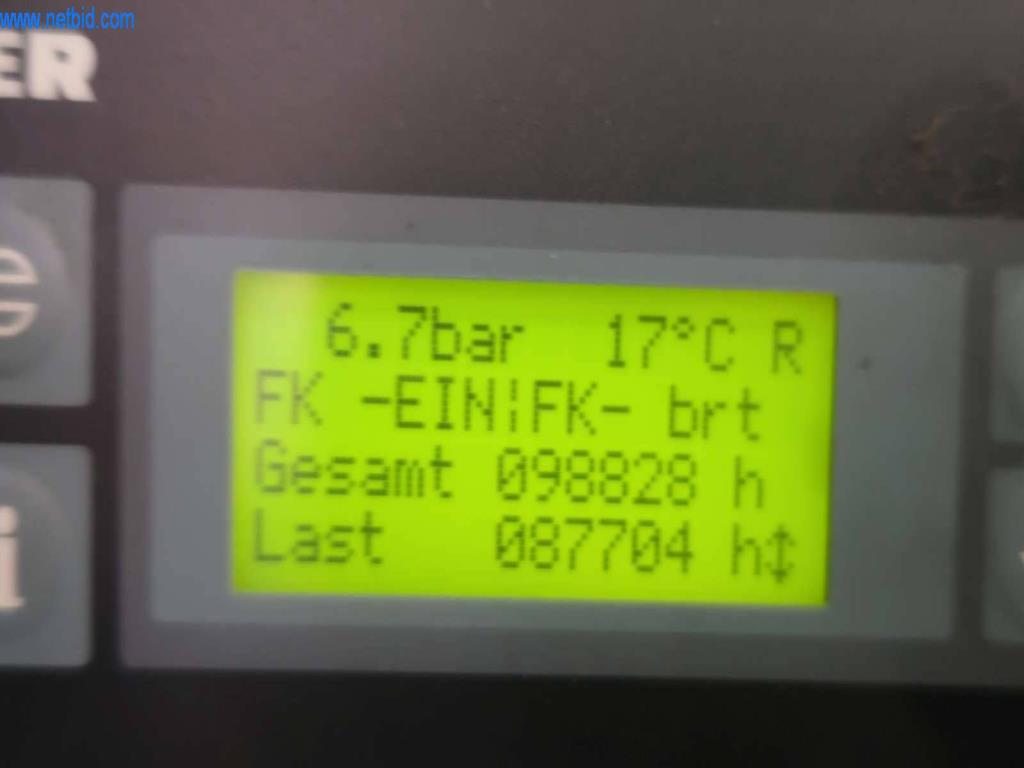 www.netbid.com
ER
6.7bar 17°C R
FK -EIN¦FK- brt
Gesamt 098828 h
Last 087704 h↕
i